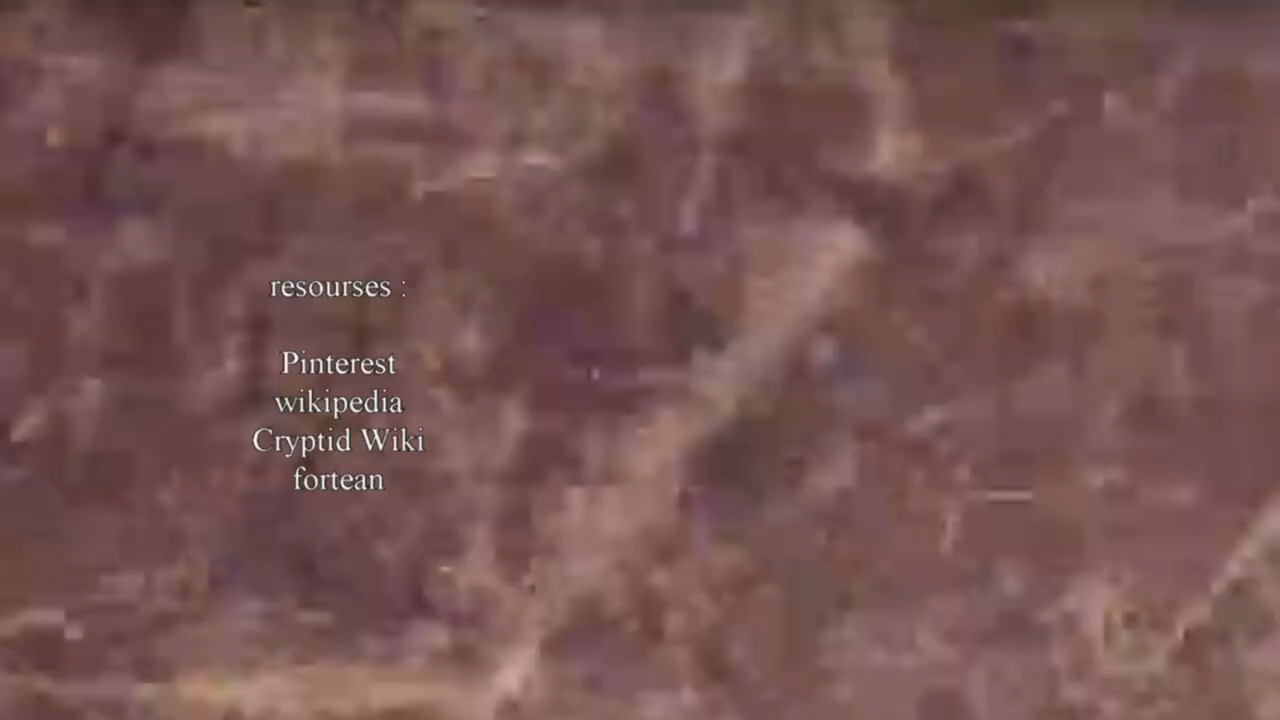 resourses :
Pinterest
wikipedia
Cryptid Wiki
fortean